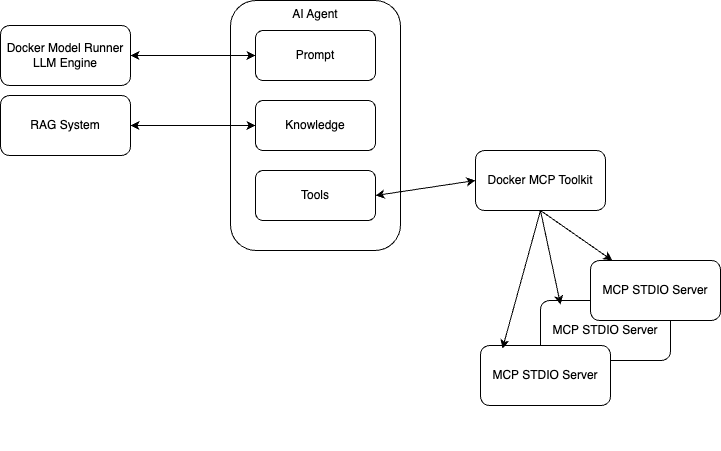 AI Agent
Docker Model Runner
LLM Engine
Prompt
RAG System
Knowledge
Tools
Docker MCP Toolkit
MCP STDIO Server
MCP STDIO Server
MCP STDIO Server